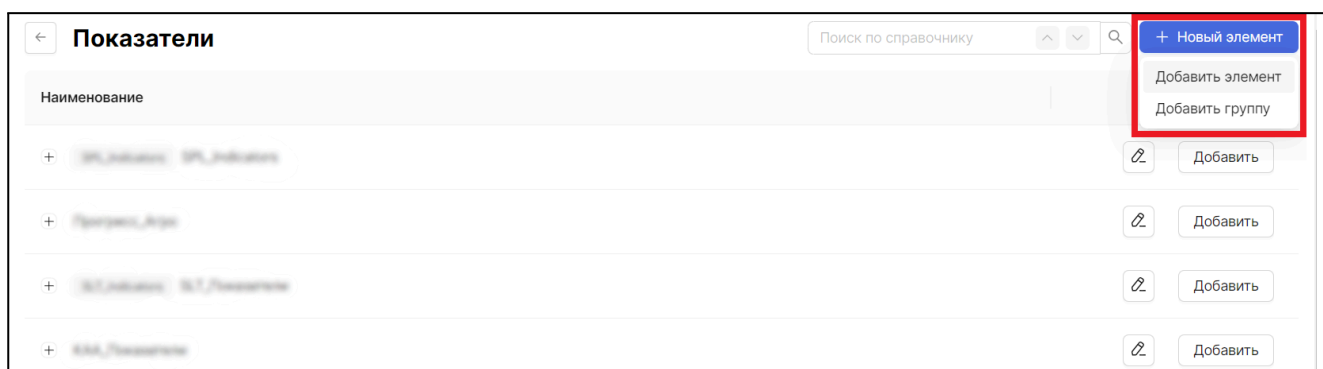 Показатели
Поиск по справочнику
+ Новый элемент
Добавить элемент
Добавить группу
Наименование
Добавить
Добавить
Добавить
Добавить